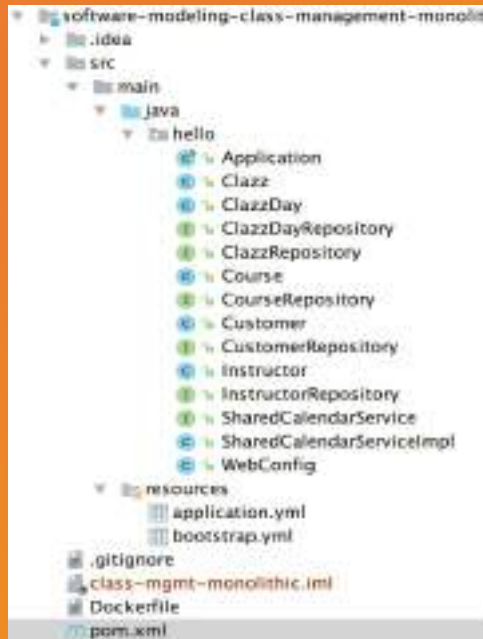 software-modeling-class-management-monolit
.idea
src
main
java
hello
Application
Clazz
ClazzDay
ClazzDayRepository
ClazzRepository
Course
CourseRepository
Customer
CustomerRepository
Instructor
InstructorRepository
SharedCalendarService
SharedCalendarServiceImpl
WebConfig
resources
application.yml
bootstrap.yml
.gitignore
class-mgmt-monolithic.iml
Dockerfile
pom.xml